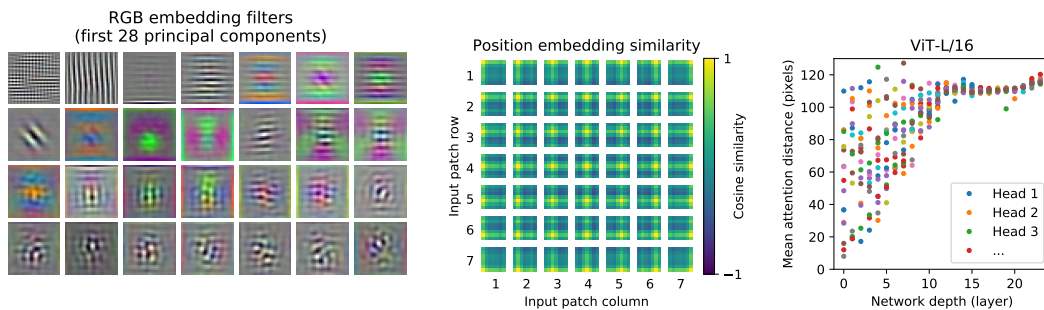 RGB embedding filters
(first 28 principal components)
Position embedding similarity
1
2
3
4
5
6
7
Input patch row
1 2 3 4 5 6 7
Input patch column
1
−1
Cosine similarity
ViT-L/16
120
100
80
60
40
20
0
Mean attention distance (pixels)
Head 1
Head 2
Head 3
...
0 5 10 15 20
Network depth (layer)